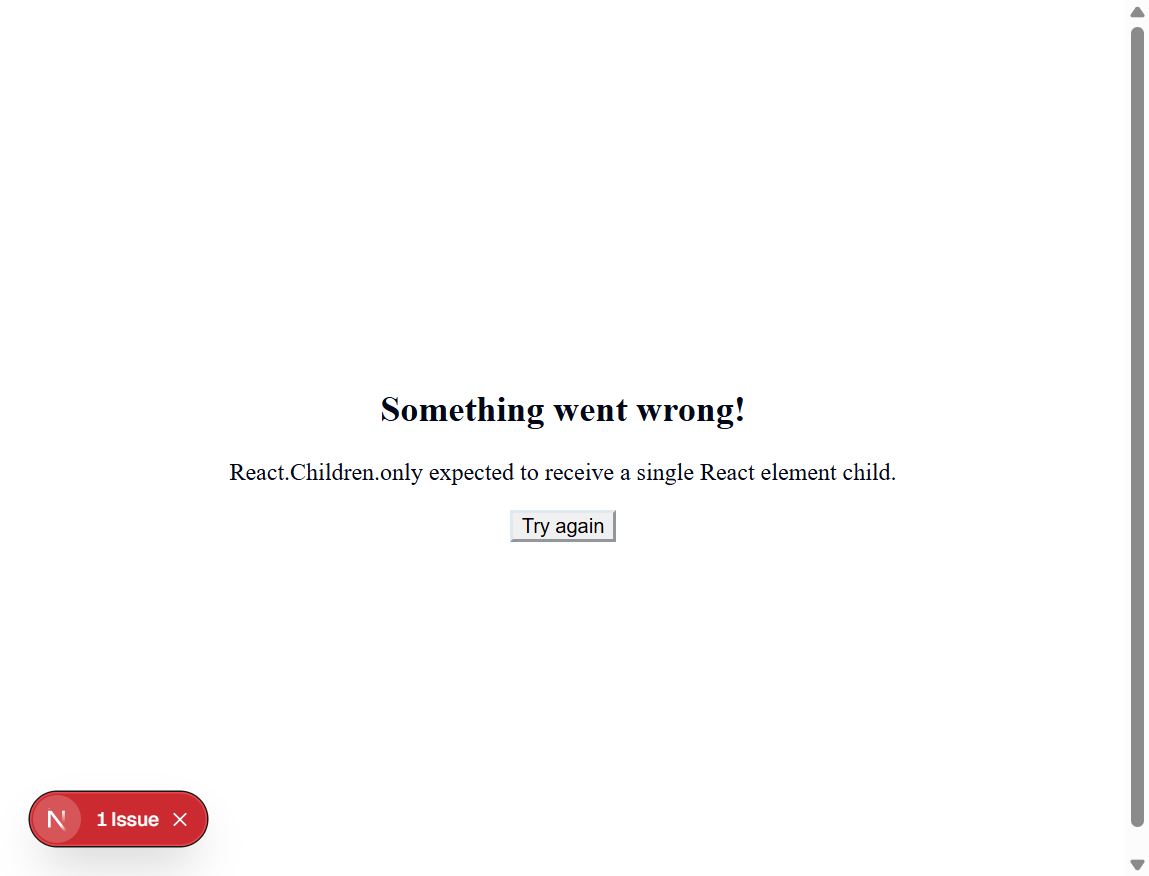 Something went wrong!
React.Children.only expected to receive a single React element child.
Try again
N 1 Issue